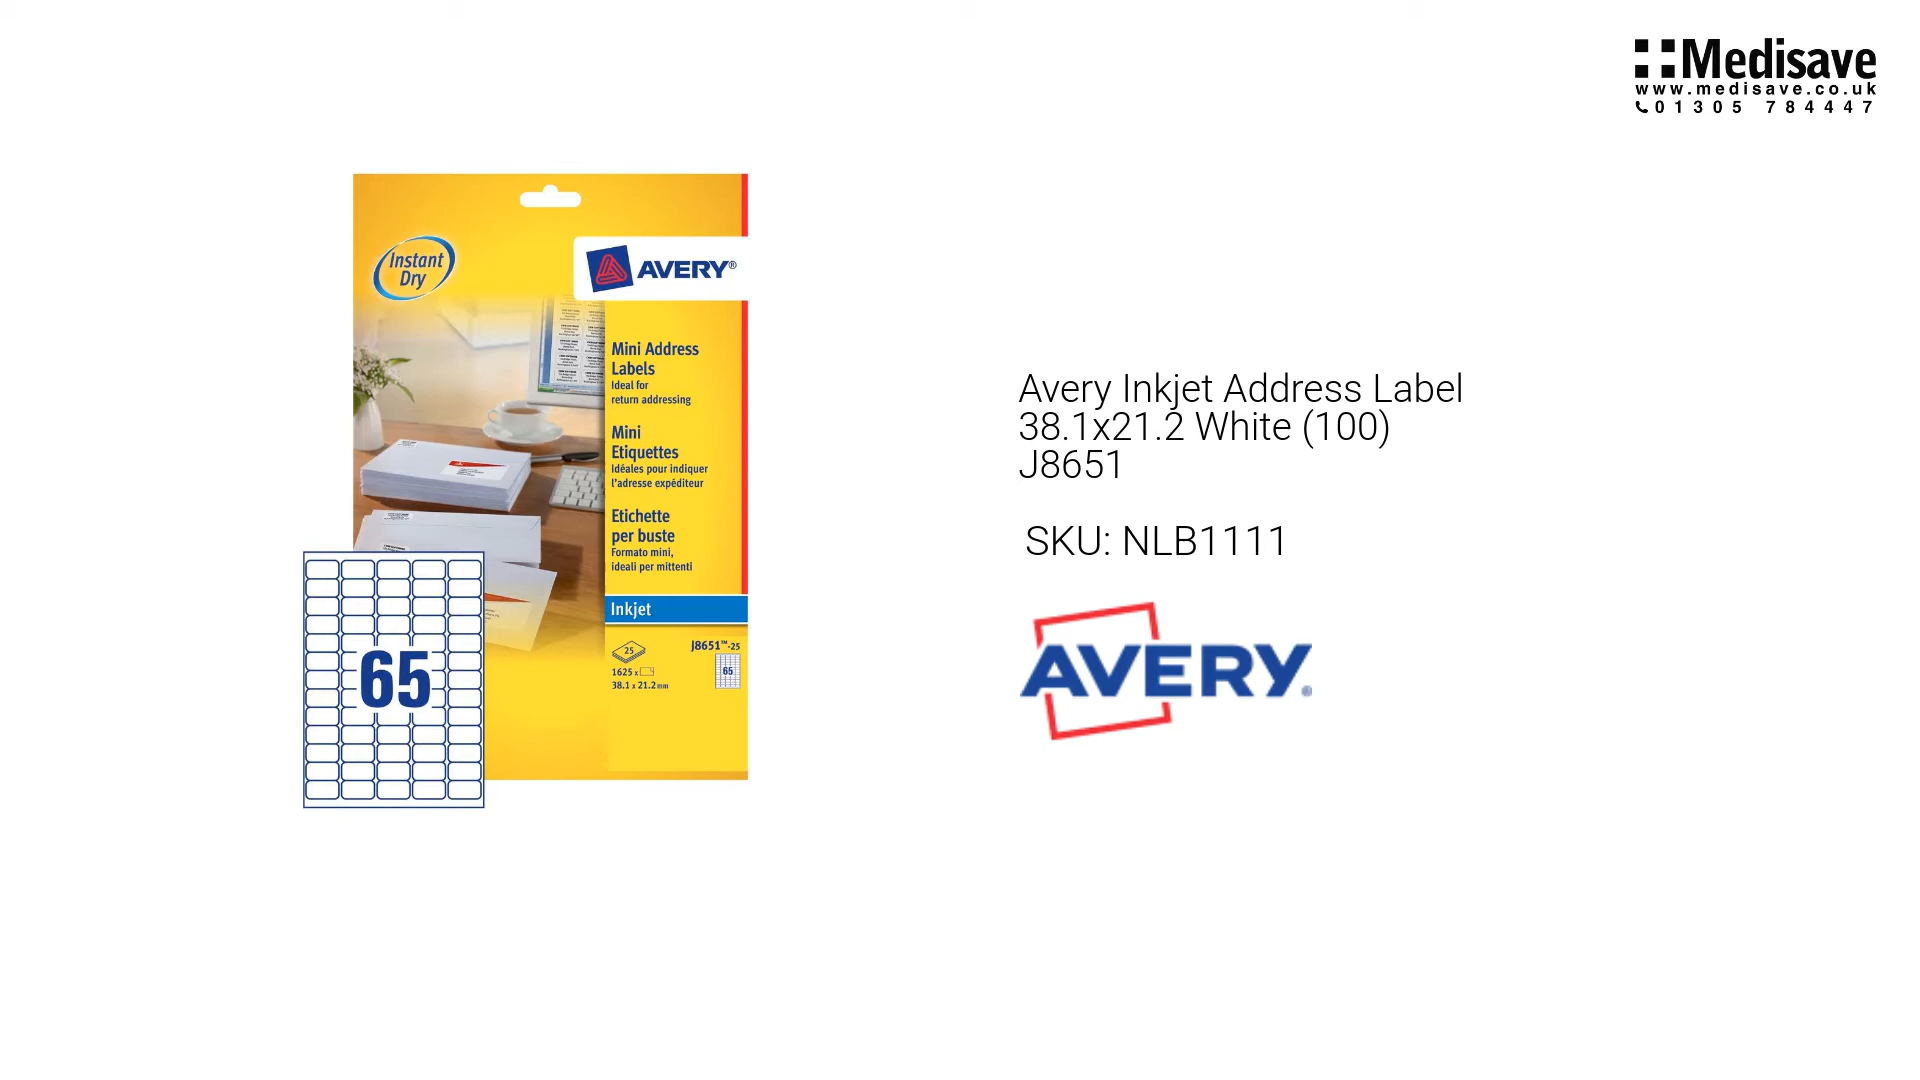 Medisave
www.medisave.co.uk
01305 784447
Instant
Dry
AVERY®
Mini Address
Labels
Ideal for
return addressing
Mini
Etiquettes
Idéales pour indiquer
l'adresse expéditeur
Etichette
per buste
Formato mini,
ideali per mittenti
Inkjet
25
J8651™-25
1625 x
65
38.1 x 21.2 mm
65
Avery Inkjet Address Label
38.1x21.2 White (100)
J8651
SKU: NLB1111
AVERY®